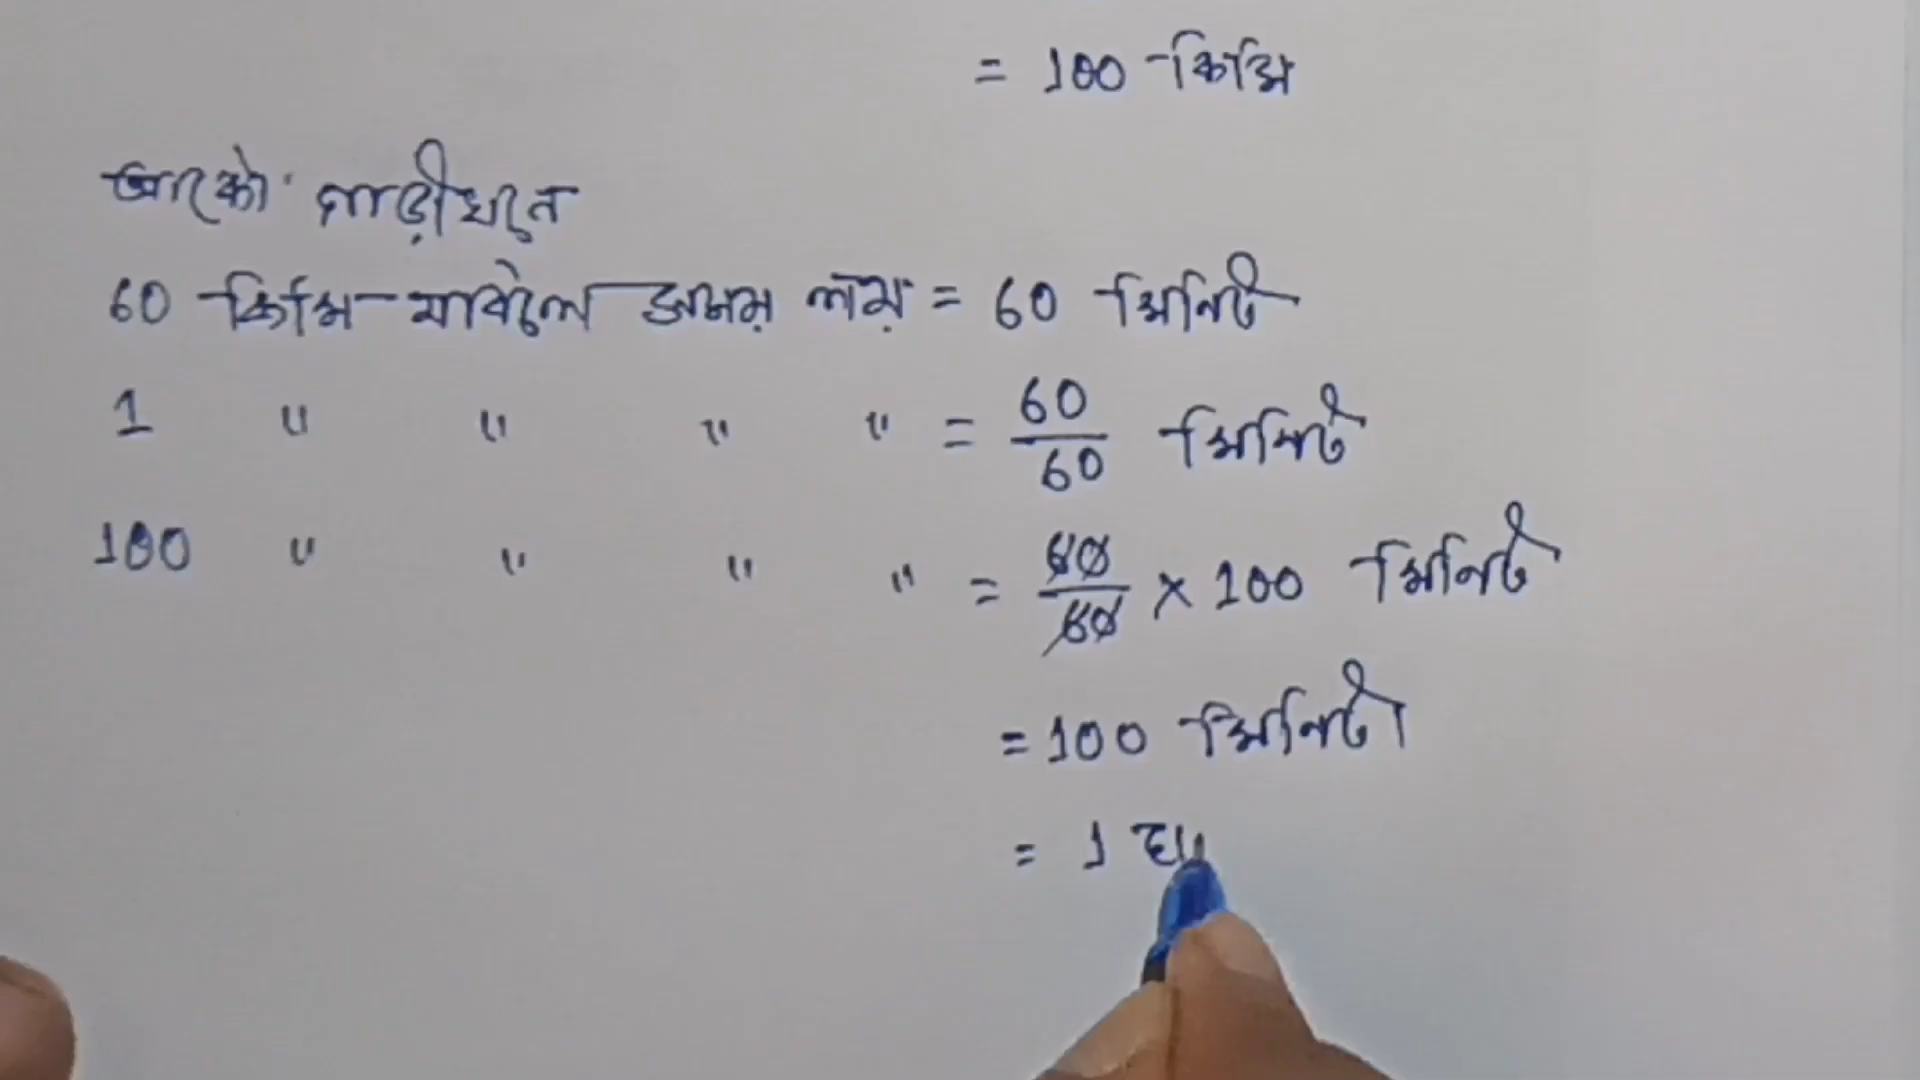 = 100 কিমি
আকৌ গাড়ীখনে
60 কিমি যাবলৈ সময় লয় = 60 মিনিট
1 " " " " = 60/60 মিনিট
100 " " " " = 60/60 × 100 মিনিট
= 100 মিনিট।
= 1 ঘ